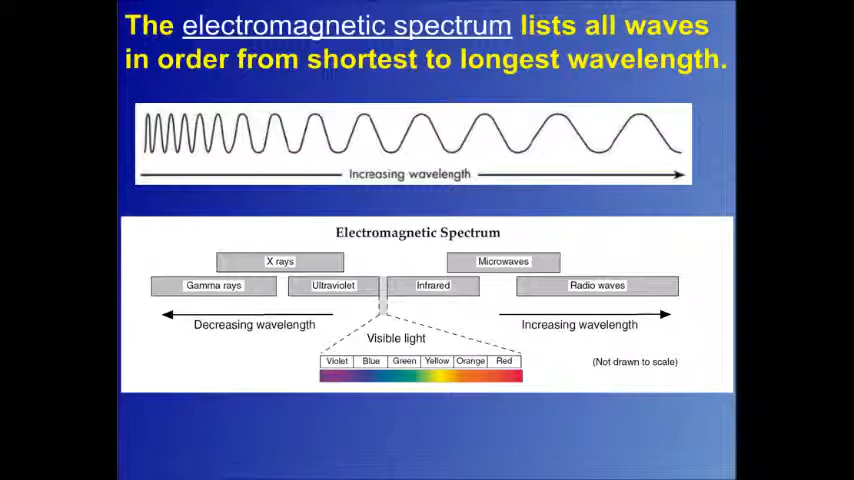 The electromagnetic spectrum lists all waves
in order from shortest to longest wavelength.
Increasing wavelength
Electromagnetic Spectrum
X rays
Microwaves
Gamma rays
Ultraviolet
Infrared
Radio waves
Decreasing wavelength
Increasing wavelength
Visible light
Violet Blue Green Yellow Orange Red
(Not drawn to scale)